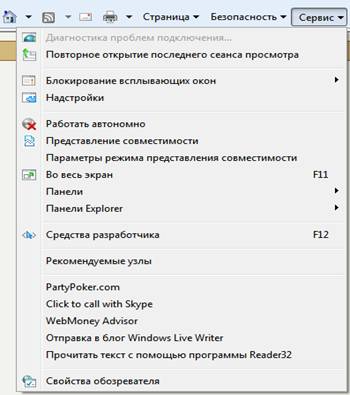 Страница Безопасность Сервис
Диагностика проблем подключения...
Повторное открытие последнего сеанса просмотра
Блокирование всплывающих окон
Надстройки
Работать автономно
Представление совместимости
Параметры режима представления совместимости
Во весь экран F11
Панели
Панели Explorer
Средства разработчика F12
Рекомендуемые узлы
PartyPoker.com
Click to call with Skype
WebMoney Advisor
Отправка в блог Windows Live Writer
Прочитать текст с помощью программы Reader32
Свойства обозревателя